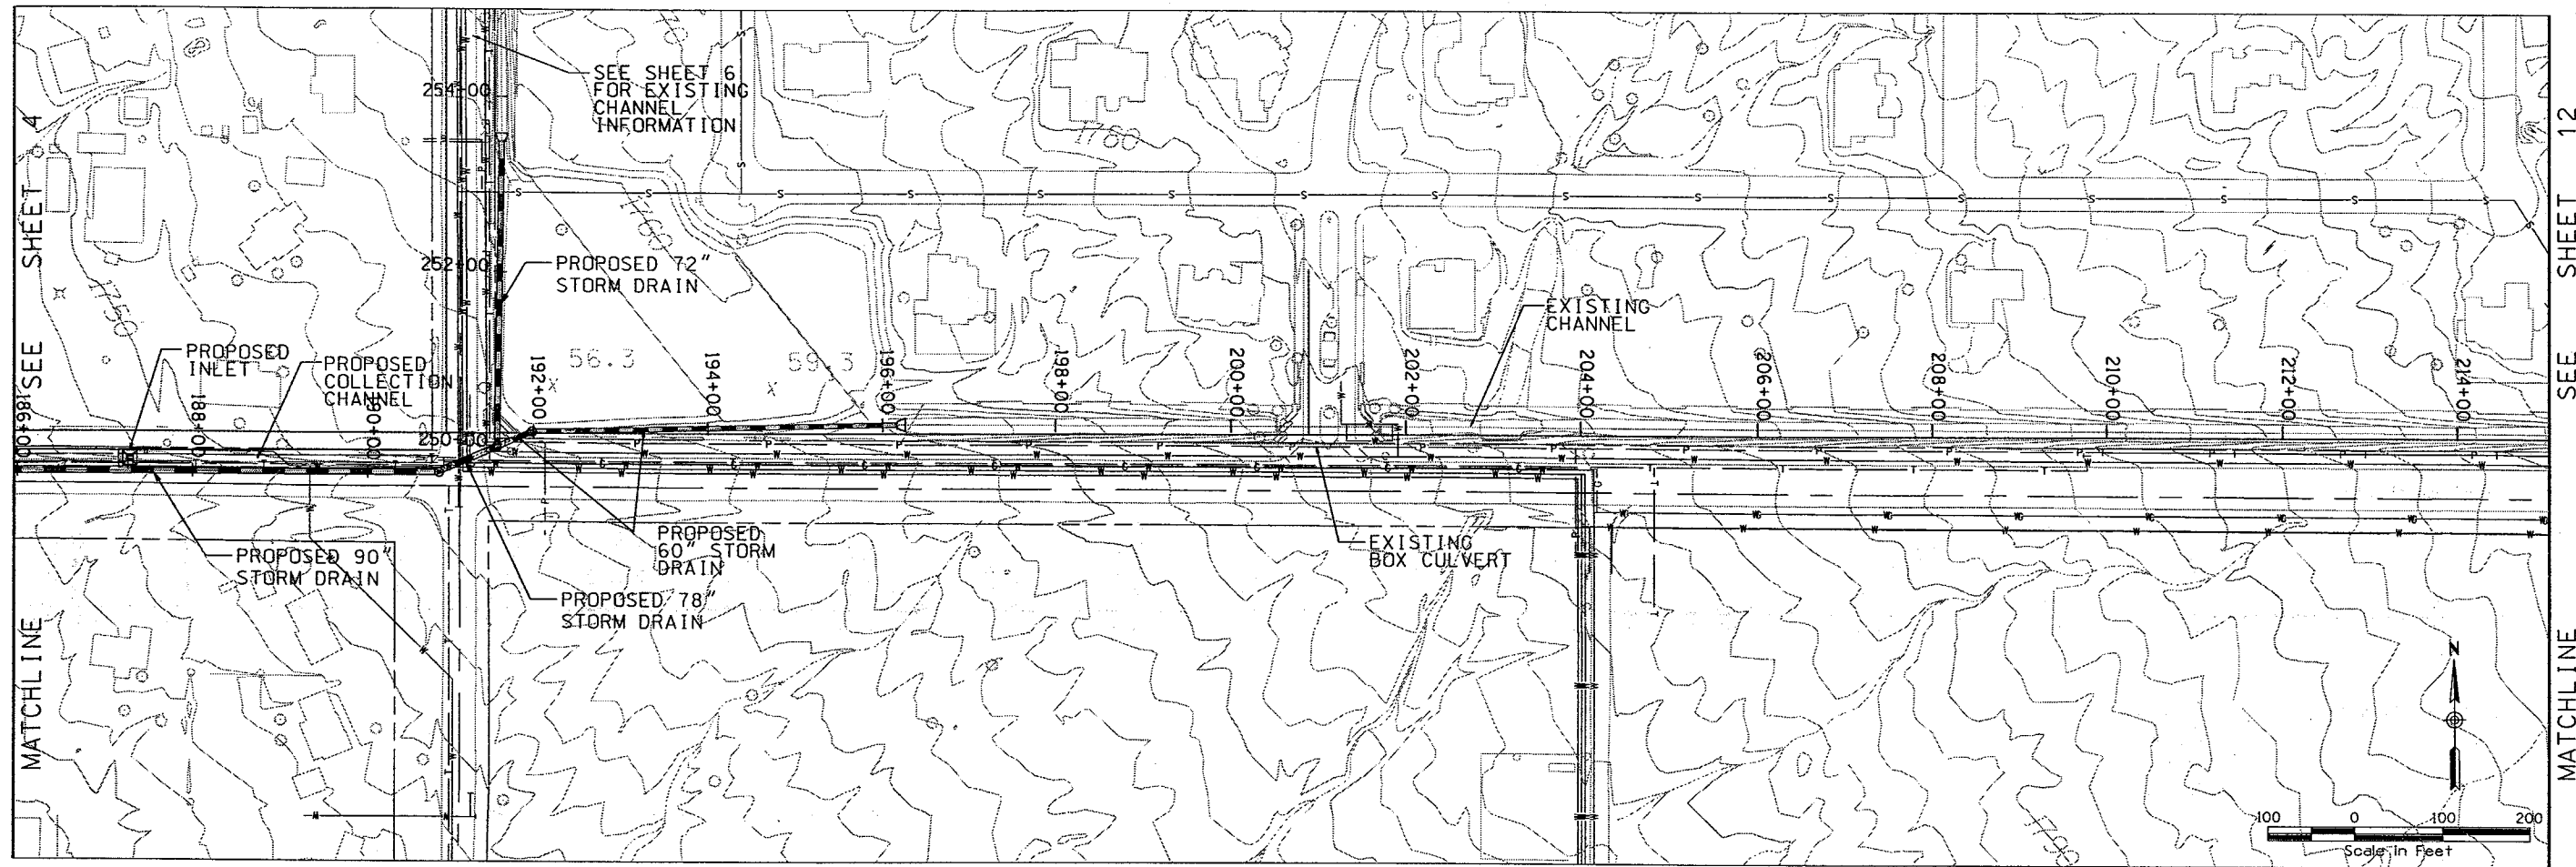 SEE SHEET 6
FOR EXISTING
CHANNEL
INFORMATION
254+00
1760
SEE SHEET 4
SEE SHEET 12
1760
252+00
PROPOSED 72"
STORM DRAIN
1750
EXISTING
CHANNEL
PROPOSED
INLET
PROPOSED
COLLECTION
CHANNEL
56.3
59.3
186+00
188+00
190+00
192+00
194+00
196+00
198+00
200+00
202+00
204+00
206+00
208+00
210+00
212+00
214+00
250+00
PROPOSED 90"
STORM DRAIN
PROPOSED
60" STORM
DRAIN
EXISTING
BOX CULVERT
PROPOSED 78"
STORM DRAIN
MATCHLINE
MATCHLINE
N
100 0 100 200
Scale in Feet